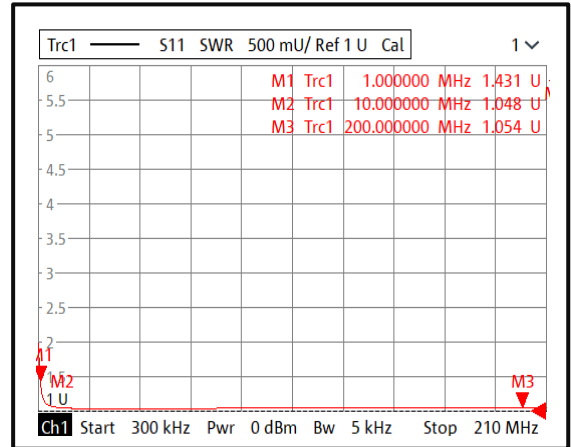 Trc1 S11 SWR 500 mU/ Ref 1 U Cal 1
6
M1 Trc1 1.000000 MHz 1.431 U
M2 Trc1 10.000000 MHz 1.048 U
M3 Trc1 200.000000 MHz 1.054 U
5.5
5
4.5
4
3.5
3
2.5
2
M1
1.5
M2
M3
1 U
Ch1 Start 300 kHz Pwr 0 dBm Bw 5 kHz Stop 210 MHz